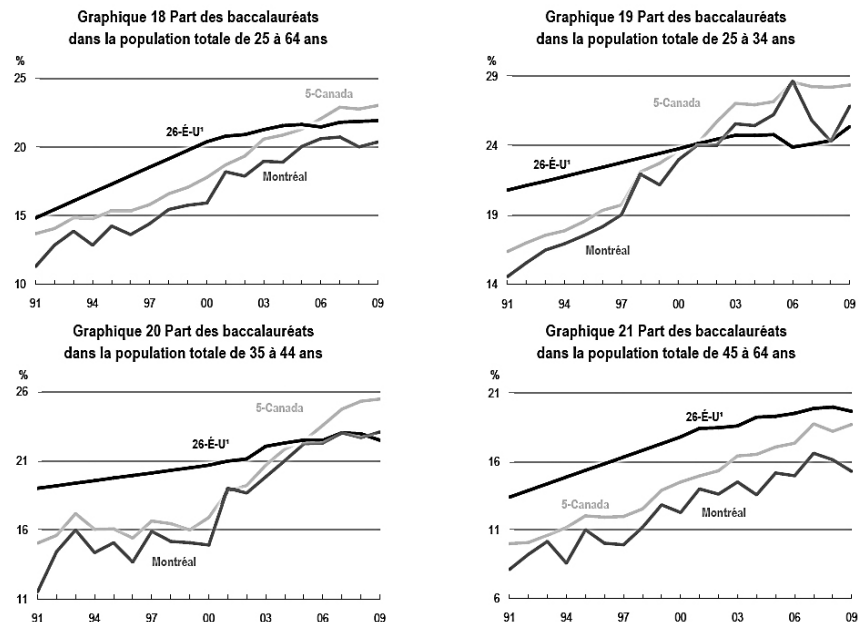 Graphique 18 Part des baccalauréats
dans la population totale de 25 à 64 ans
%
25
20
15
10
5-Canada
26-É-U¹
Montréal
91 94 97 00 03 06 09
Graphique 19 Part des baccalauréats
dans la population totale de 25 à 34 ans
%
29
24
19
14
5-Canada
26-É-U¹
Montréal
91 94 97 00 03 06 09
Graphique 20 Part des baccalauréats
dans la population totale de 35 à 44 ans
%
26
21
16
11
5-Canada
26-É-U¹
Montréal
91 94 97 00 03 06 09
Graphique 21 Part des baccalauréats
dans la population totale de 45 à 64 ans
%
21
16
11
6
26-É-U¹
5-Canada
Montréal
91 94 97 00 03 06 09